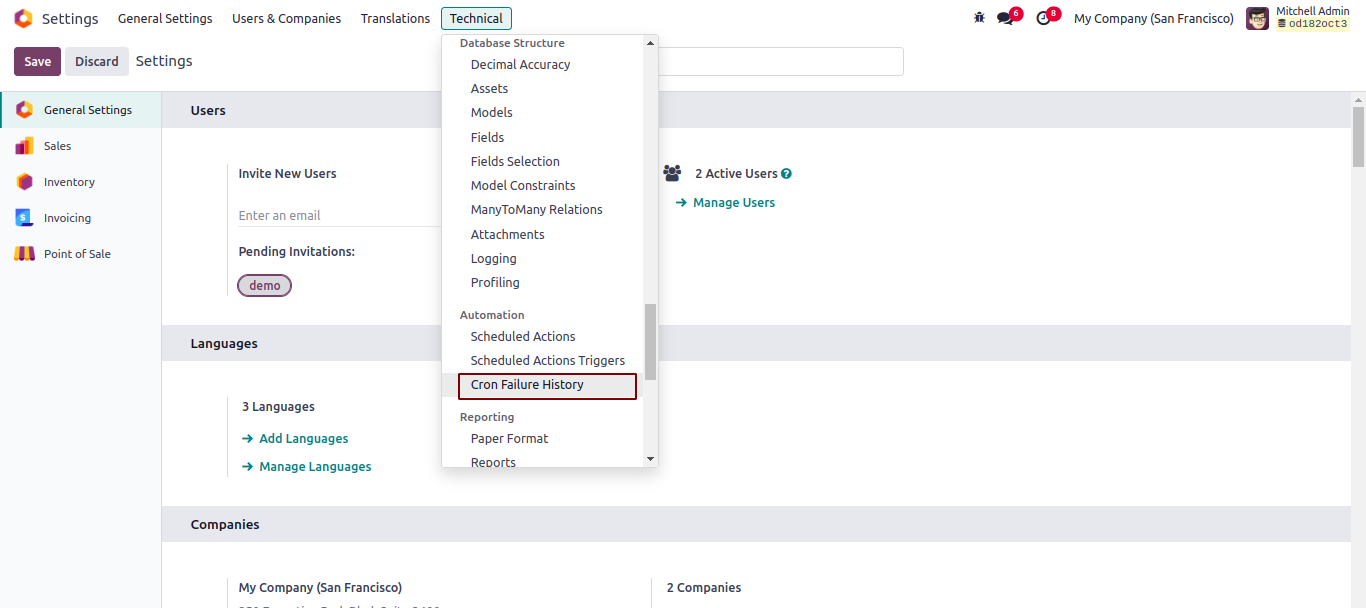 Settings General Settings Users & Companies Translations Technical 6 8 My Company (San Francisco) Mitchell Admin
od182oct3
Save Discard Settings
General Settings
Sales
Inventory
Invoicing
Point of Sale
Database Structure
Decimal Accuracy
Assets
Models
Fields
Fields Selection
Model Constraints
ManyToMany Relations
Attachments
Logging
Profiling
Automation
Scheduled Actions
Scheduled Actions Triggers
Cron Failure History
Reporting
Paper Format
Reports
Users
Invite New Users
Enter an email
Pending Invitations:
demo
2 Active Users ?
Manage Users
Languages
3 Languages
Add Languages
Manage Languages
Companies
My Company (San Francisco)
2 Companies